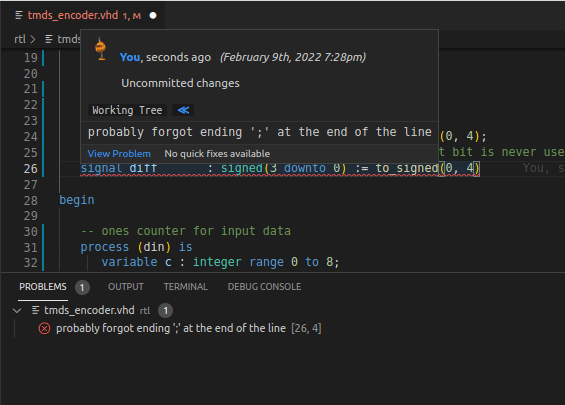 tmds_encoder.vhd 1, M
rtl > tmds
19
You, seconds ago (February 9th, 2022 7:28pm)
20
21
Uncommitted changes
22
23
Working Tree
24 (0, 4);
probably forgot ending ';' at the end of the line
25 t bit is never use
View Problem No quick fixes available
26 signal diff : signed(3 downto 0) := to_signed(0, 4) You, s
27
28 begin
29
30 -- ones counter for input data
31 process (din) is
32 variable c : integer range 0 to 8;
PROBLEMS 1 OUTPUT TERMINAL DEBUG CONSOLE
tmds_encoder.vhd rtl 1
probably forgot ending ';' at the end of the line [26, 4]